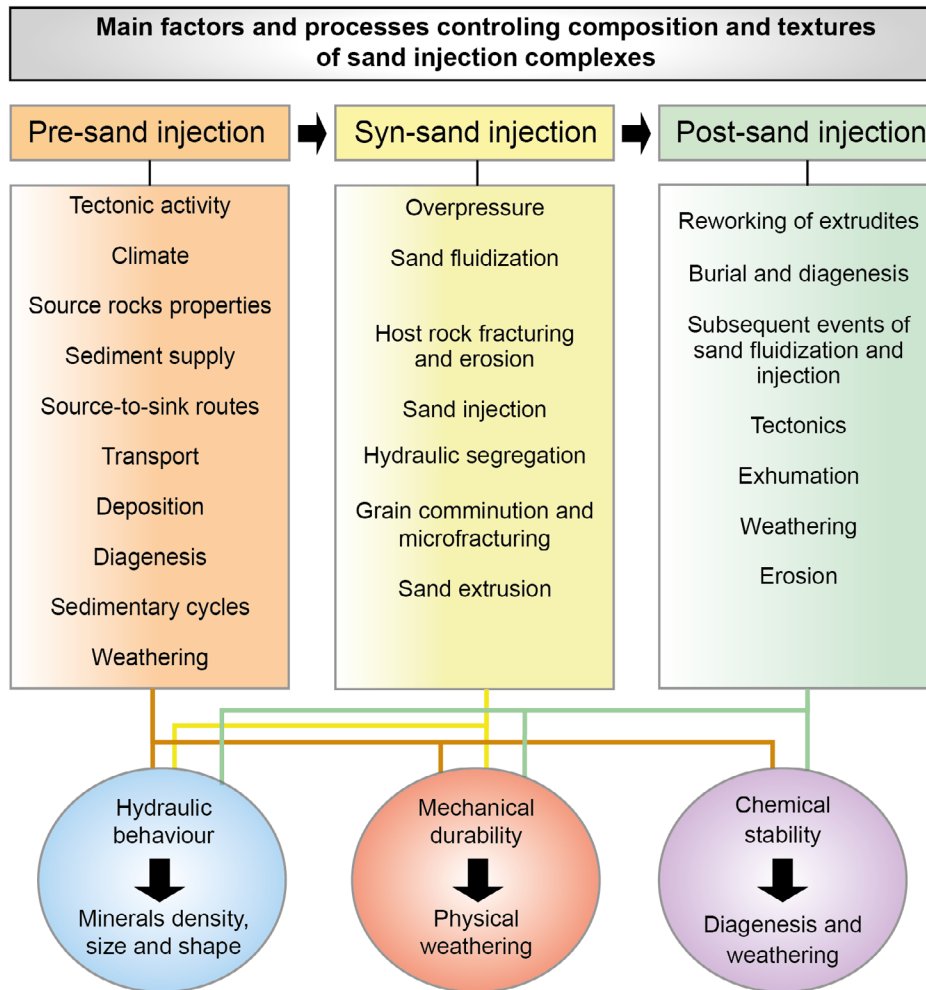 Main factors and processes controling composition and textures
of sand injection complexes
Pre-sand injection
Syn-sand injection
Post-sand injection
Tectonic activity
Climate
Source rocks properties
Sediment supply
Source-to-sink routes
Transport
Deposition
Diagenesis
Sedimentary cycles
Weathering
Overpressure
Sand fluidization
Host rock fracturing
and erosion
Sand injection
Hydraulic segregation
Grain comminution and
microfracturing
Sand extrusion
Reworking of extrudites
Burial and diagenesis
Subsequent events of
sand fluidization and
injection
Tectonics
Exhumation
Weathering
Erosion
Hydraulic
behaviour
Minerals density,
size and shape
Mechanical
durability
Physical
weathering
Chemical
stability
Diagenesis and
weathering